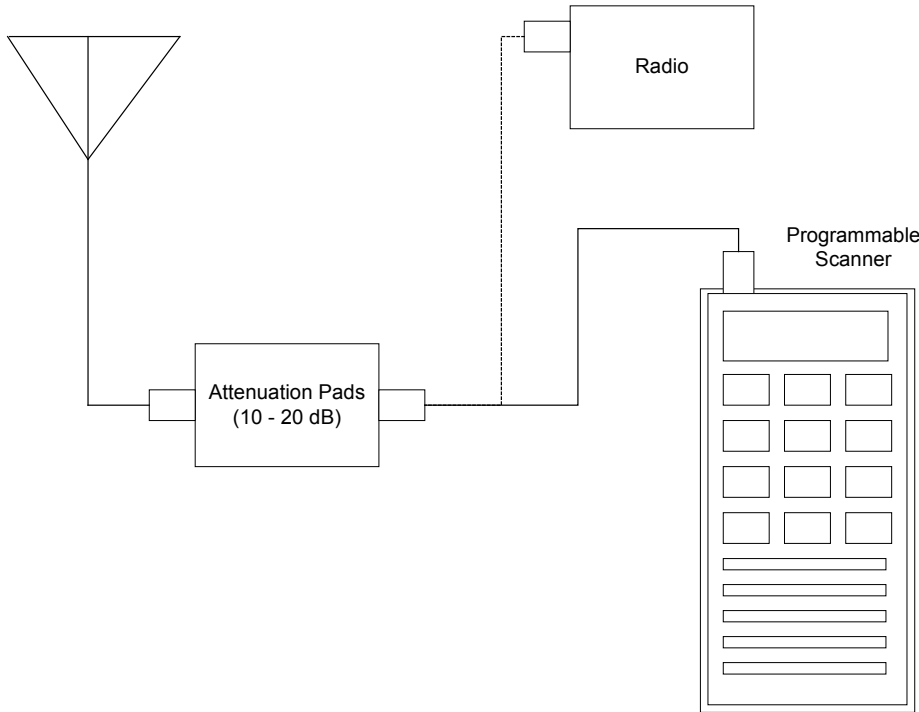 Radio
Programmable
Scanner
Attenuation Pads
(10 - 20 dB)